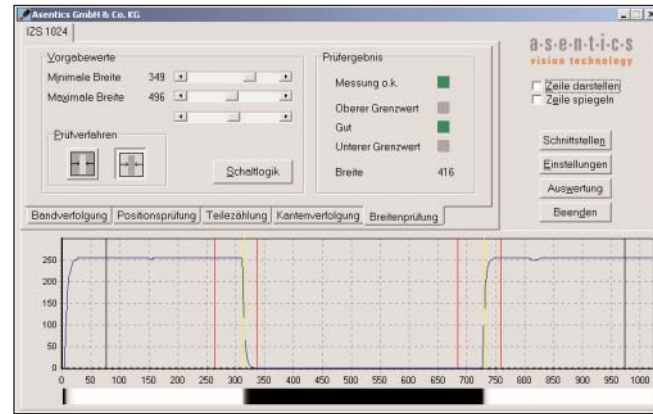 Asentics GmbH & Co. KG
IZS 1024
Vorgabewerte
Minimale Breite 349
Maximale Breite 496
Prüfverfahren
Schaltlogik
Prüfergebnis
Messung o.k.
Oberer Grenzwert
Gut
Unterer Grenzwert
Breite 416
a·s·e·n·t·i·c·s
vision technology
Zeile darstellen
Zeile spiegeln
Schnittstellen
Einstellungen
Auswertung
Beenden
Bandverfolgung Positionsprüfung Teilezählung Kantenverfolgung Breitenprüfung
250
200
150
100
50
0
0 50 100 150 200 250 300 350 400 450 500 550 600 650 700 750 800 850 900 950 1000